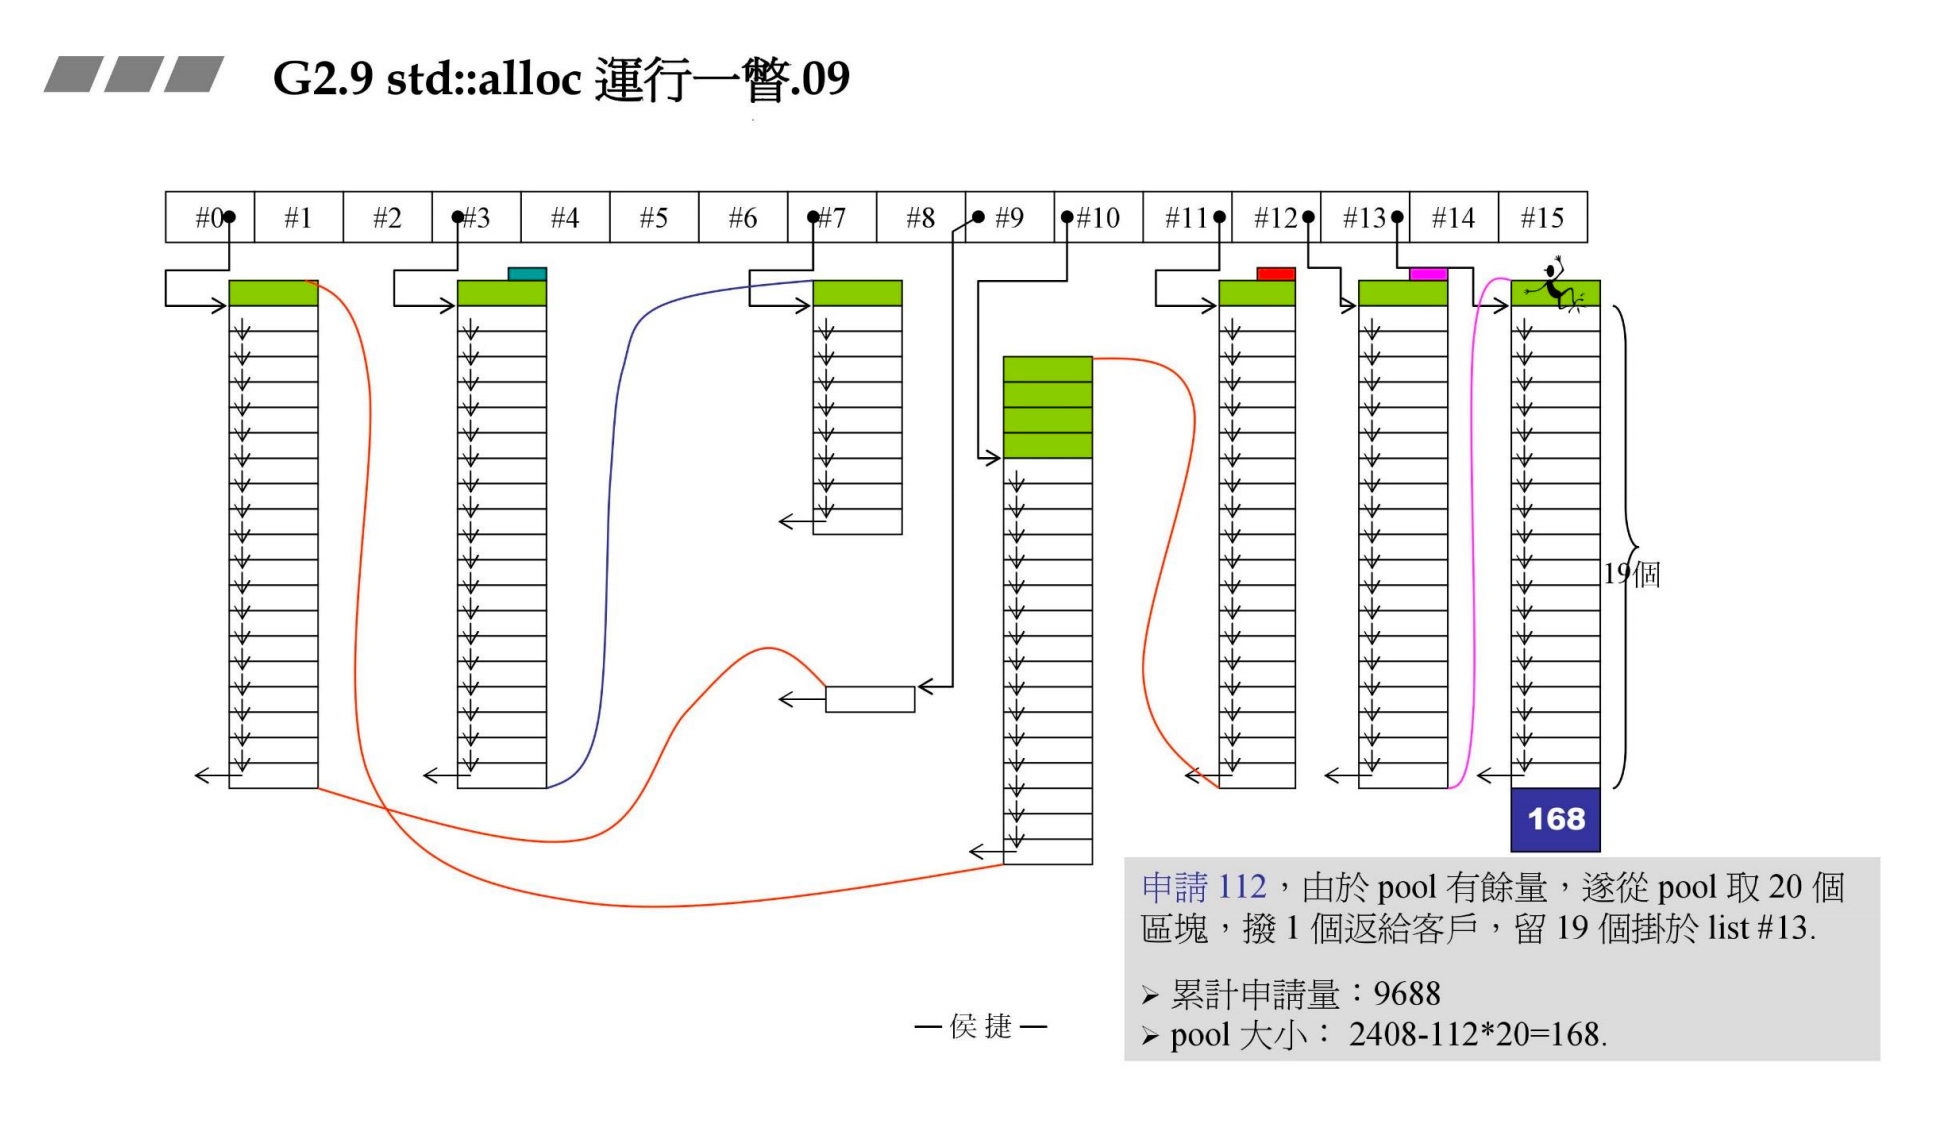 G2.9 std::alloc 運行一瞥.09
#0 #1 #2 #3 #4 #5 #6 #7 #8 #9 #10 #11 #12 #13 #14 #15
19個
168
申請 112，由於 pool 有餘量，遂從 pool 取 20 個
區塊，撥 1 個返給客戶，留 19 個掛於 list #13.
➢ 累計申請量：9688
➢ pool 大小： 2408-112*20=168.
— 侯 捷 —